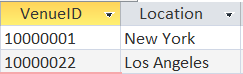 VenueID Location
10000001 New York
10000022 Los Angeles